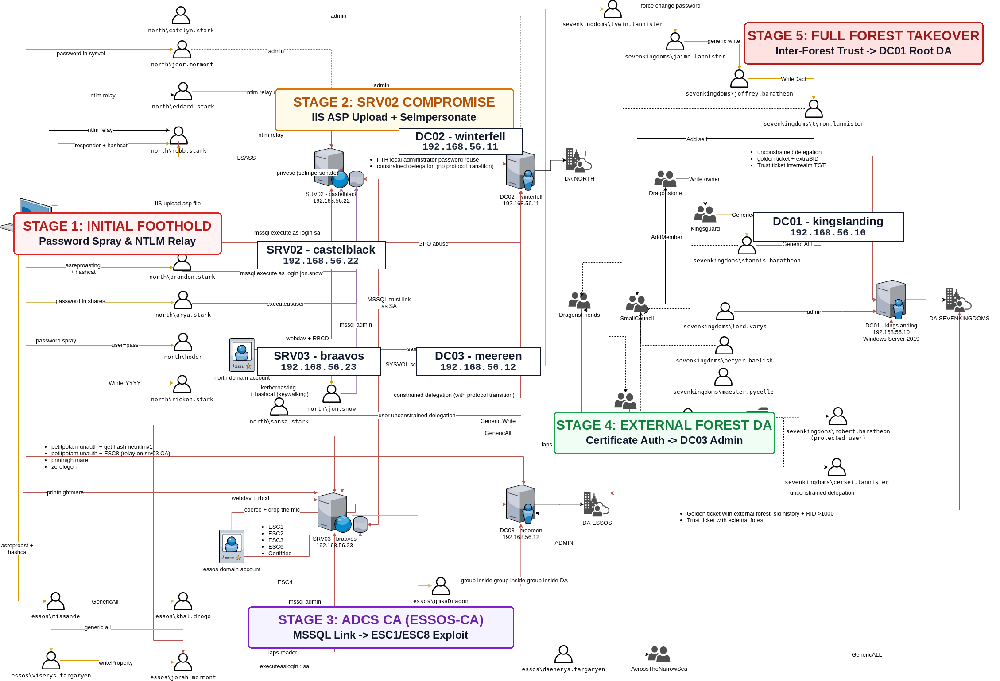 north\catelyn.stark
admin
force change password
sevenkingdoms\tywin.lannister
password in sysvol
north\jeor.mormont
admin
generic write
sevenkingdoms\jaime.lannister
STAGE 5: FULL FOREST TAKEOVER
Inter-Forest Trust -> DC01 Root DA
WriteDacl
sevenkingdoms\joffrey.baratheon
ntlm relay
north\eddard.stark
admin
ntlm relay
STAGE 2: SRV02 COMPROMISE
IIS ASP Upload + SeImpersonate
sevenkingdoms\tyron.lannister
ntlm relay
responder + hashcat
north\robb.stark
ntlm relay
LSASS
DC02 - winterfell
192.168.56.11
Add self
• PTH local administrator password reuse
• constrained delegation (no protocol transition)
privesc (seImpersonate)
• unconstrained delegation
• golden ticket + extraSID
• Trust ticket interrealm TGT
DA NORTH
Write owner
Dragonstone
SRV02 - castelblack
192.168.56.22
DC02 - winterfell
192.168.56.11
IIS upload asp file
STAGE 1: INITIAL FOOTHOLD
Password Spray & NTLM Relay
mssql execute as login sa
GPO abuse
SRV02 - castelblack
192.168.56.22
AddMember
Kingsguard
DC01 - kingslanding
192.168.56.10
Generic ALL
sevenkingdoms\stannis.baratheon
asreproasting
+ hashcat
north\brandon.stark
mssql execute as login jon.snow
password in shares
north\arya.stark
executeasuser
MSSQL trust link
as SA
mssql admin
DragonsFriends
SmallCouncil
admin
sevenkingdoms\lord.varys
DC01 - kingslanding
192.168.56.10
Windows Server 2019
DA SEVENKINGDOMS
password spray
user=pass
north\hodor
webdav + RBCD
north domain account
SRV03 - braavos
192.168.56.23
SYSVOL
DC03 - meereen
192.168.56.12
sevenkingdoms\petyer.baelish
sevenkingdoms\maester.pycelle
WinterYYYY
north\rickon.stark
kerberoasting
+ hashcat (keywalking)
north\sansa.stark
north\jon.snow
constrained delegation (with protocol transition)
user unconstrained delegation
Generic Write
GenericAll
laps
STAGE 4: EXTERNAL FOREST DA
Certificate Auth -> DC03 Admin
sevenkingdoms\robert.baratheon
(protected user)
sevenkingdoms\cersei.lannister
• petitpotam unauth + get hash netntlmv1
• petitpotam unauth + ESC8 (relay on srv03 CA)
• printnightmare
• zerologon
-printnightmare
webdav + rbcd
coerce + drop the mic
• ESC1
• ESC2
• ESC3
• ESC6
• Certifried
essos domain account
SRV03 - braavos
192.168.56.23
DC03 - meereen
192.168.56.12
DA ESSOS
unconstrained delegation
• Golden ticket with external forest, sid history + RID >1000
• Trust ticket with external forest
ADMIN
asreproast +
hashcat
ESC4
group inside group inside group inside DA
essos\gmsaDragon
essos\missande
GenericAll
essos\khal.drogo
mssql admin
STAGE 3: ADCS CA (ESSOS-CA)
MSSQL Link -> ESC1/ESC8 Exploit
generic all
essos\viserys.targaryen
writeProperty
essos\jorah.mormont
laps reader
executeaslogin : sa
essos\daenerys.targaryen
AcrossTheNarrowSea
GenericALL